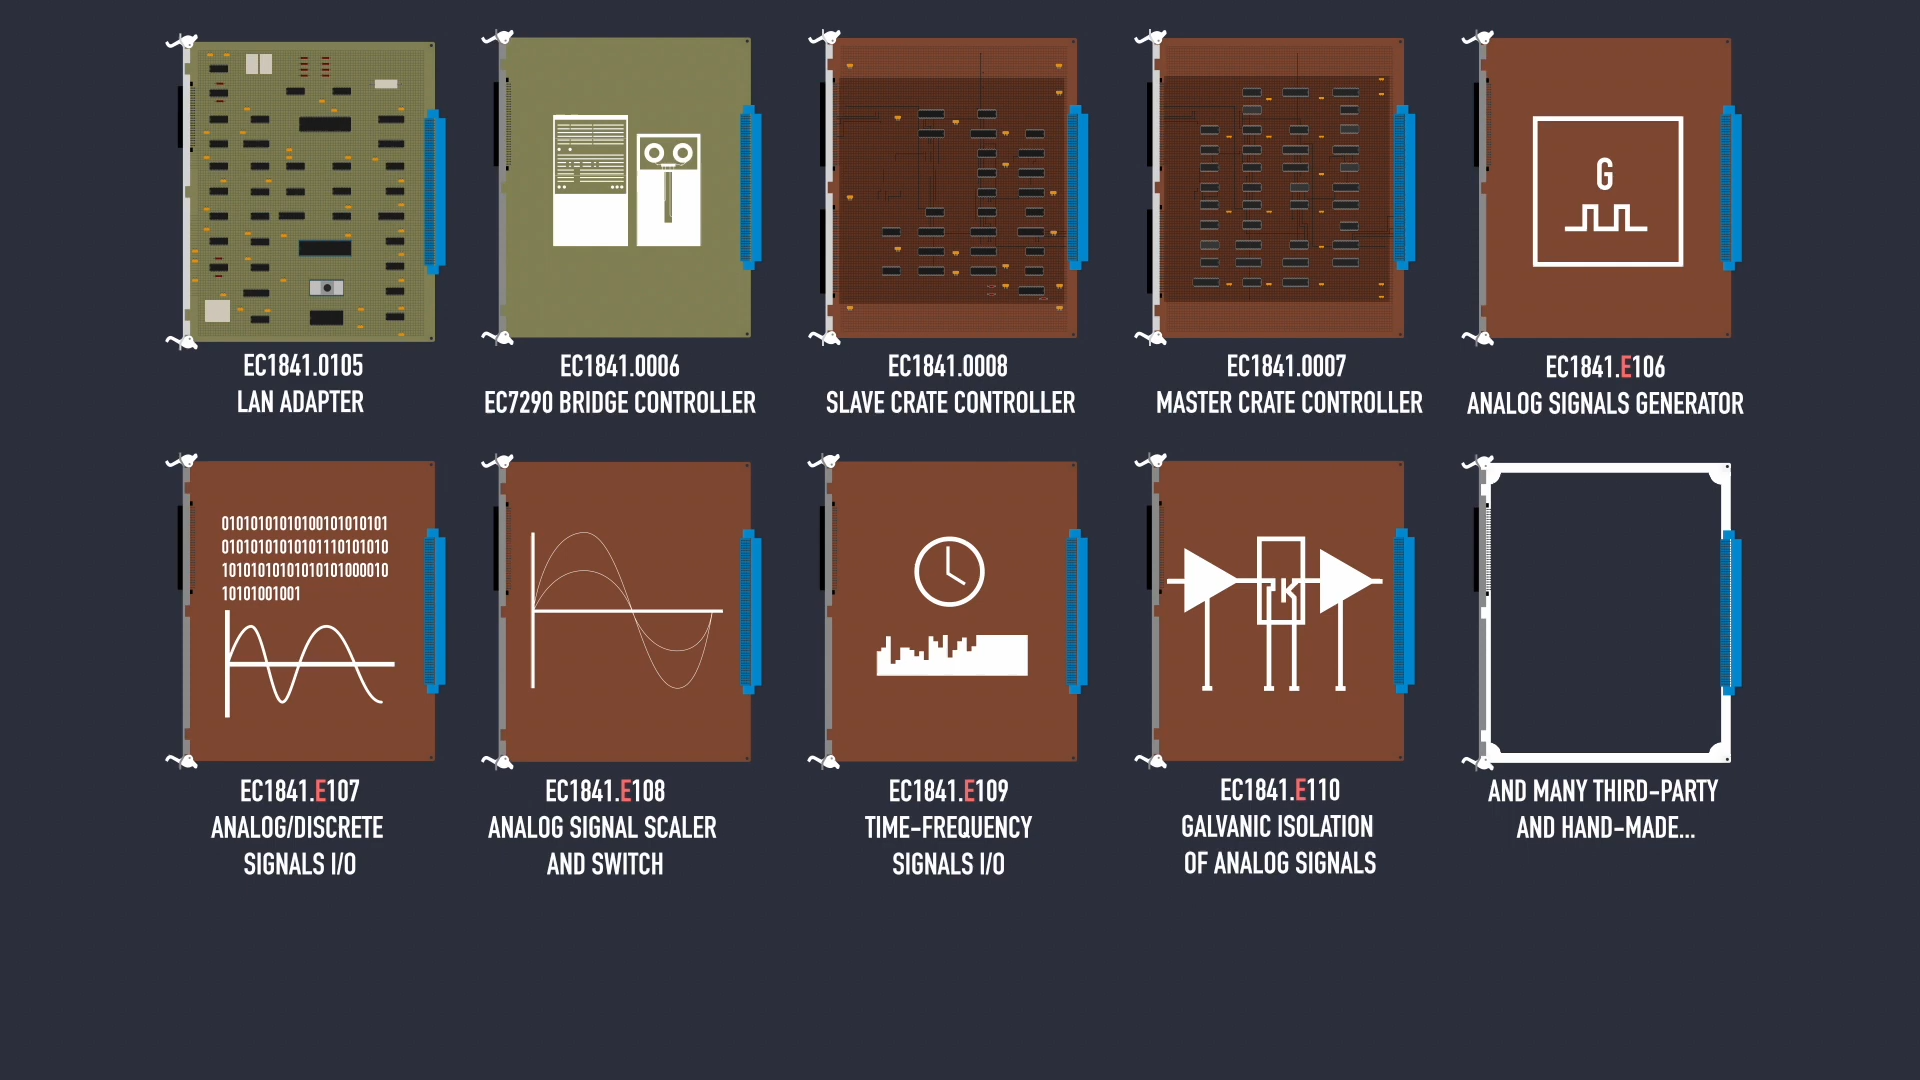 EC1841.0105
LAN ADAPTER
EC1841.0006
EC7290 BRIDGE CONTROLLER
EC1841.0008
SLAVE CRATE CONTROLLER
EC1841.0007
MASTER CRATE CONTROLLER
G
EC1841.E106
ANALOG SIGNALS GENERATOR
01010101010100101010101
01010101010101110101010
10101010101010101000010
10101001001
EC1841.E107
ANALOG/DISCRETE
SIGNALS I/O
EC1841.E108
ANALOG SIGNAL SCALER
AND SWITCH
EC1841.E109
TIME-FREQUENCY
SIGNALS I/O
K
EC1841.E110
GALVANIC ISOLATION
OF ANALOG SIGNALS
AND MANY THIRD-PARTY
AND HAND-MADE...